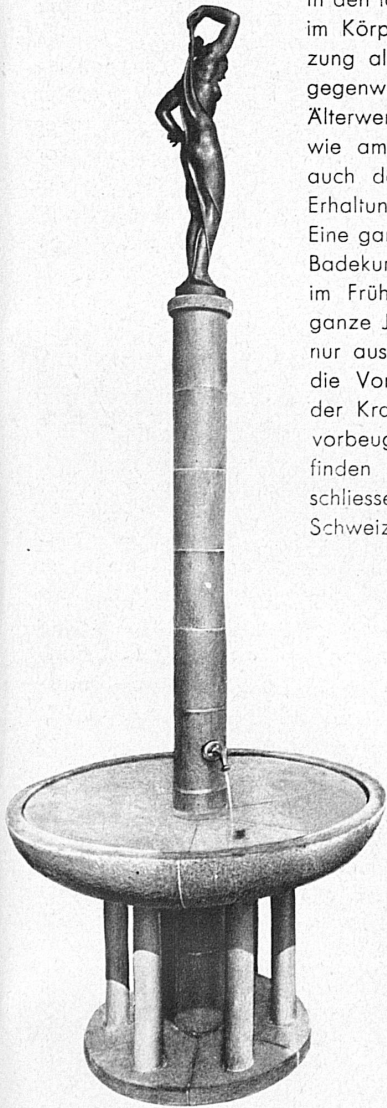 im Körp
zung al
gegenw
Älterwer
wie am
auch d
Erhaltun
Eine gan
Badekur
im Früh
ganze J
nur aus
die Vor
der Kra
vorbeug
finden
schliesse
Schweiz